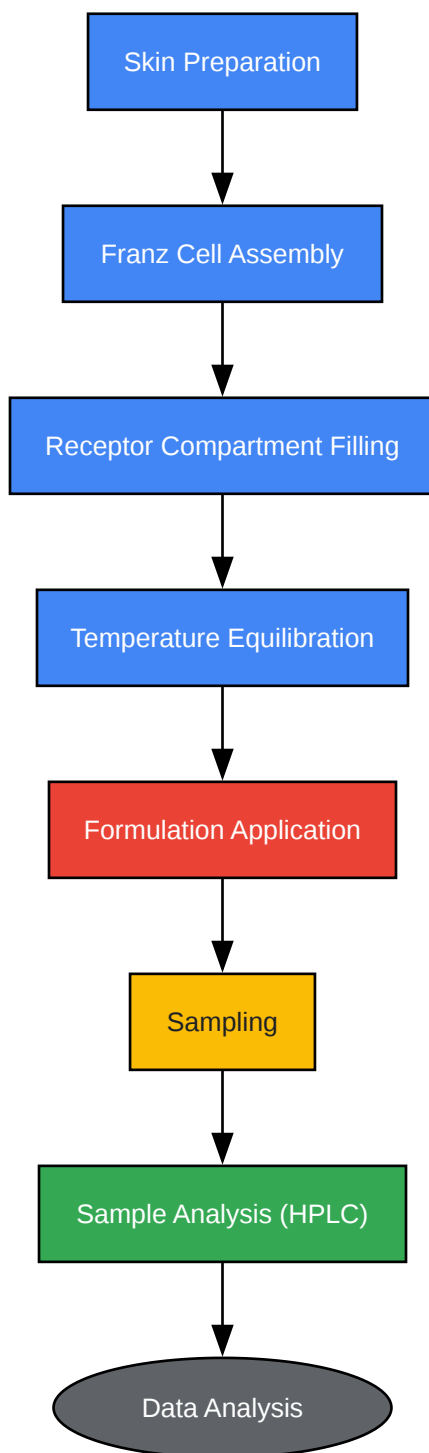 Skin Preparation
Franz Cell Assembly
Receptor Compartment Filling
Temperature Equilibration
Formulation Application
Sampling
Sample Analysis (HPLC)
Data Analysis